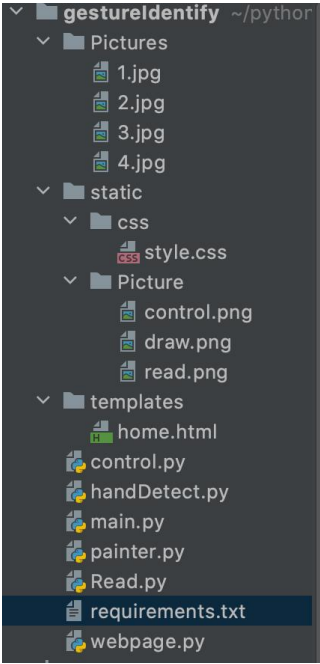 gestureIdentify ~/python
Pictures
1.jpg
2.jpg
3.jpg
4.jpg
static
css
CSS style.css
Picture
control.png
draw.png
read.png
templates
H home.html
control.py
handDetect.py
main.py
painter.py
Read.py
requirements.txt
webpage.py